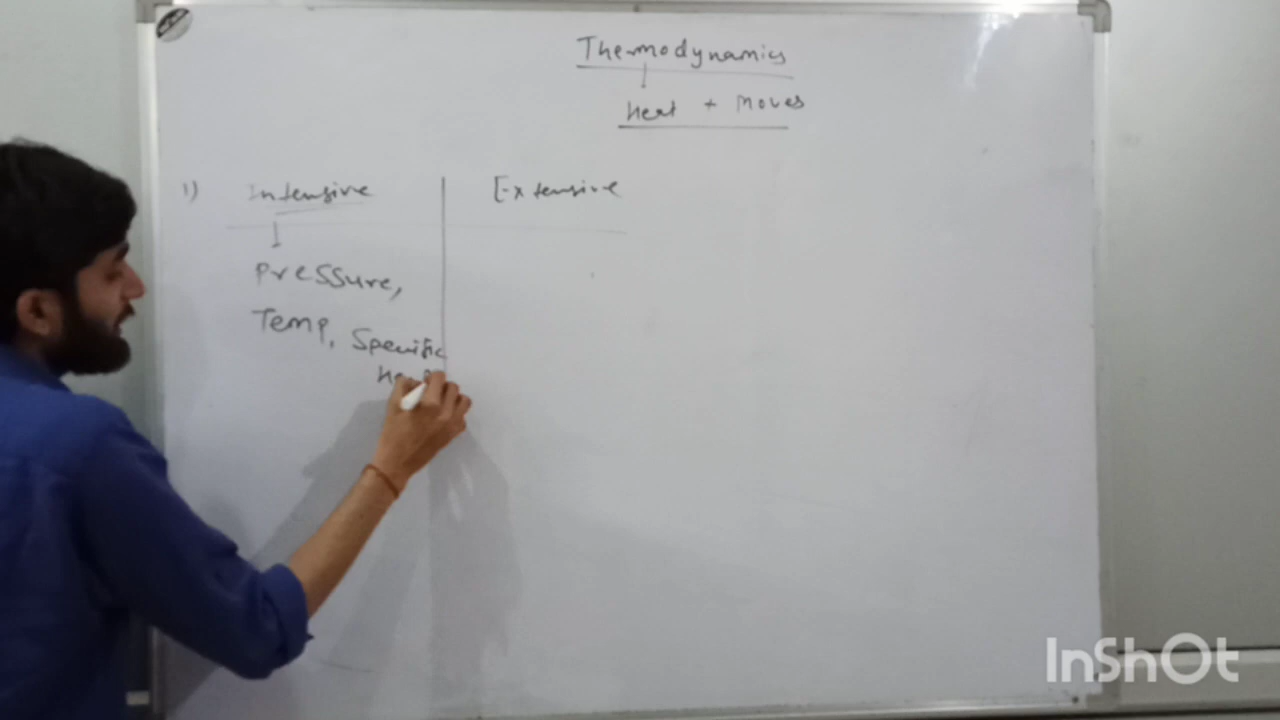 Thermodynamics
Heat + Moves
1) Intensive Extensive
Pressure,
Temp, Specific
InShOt